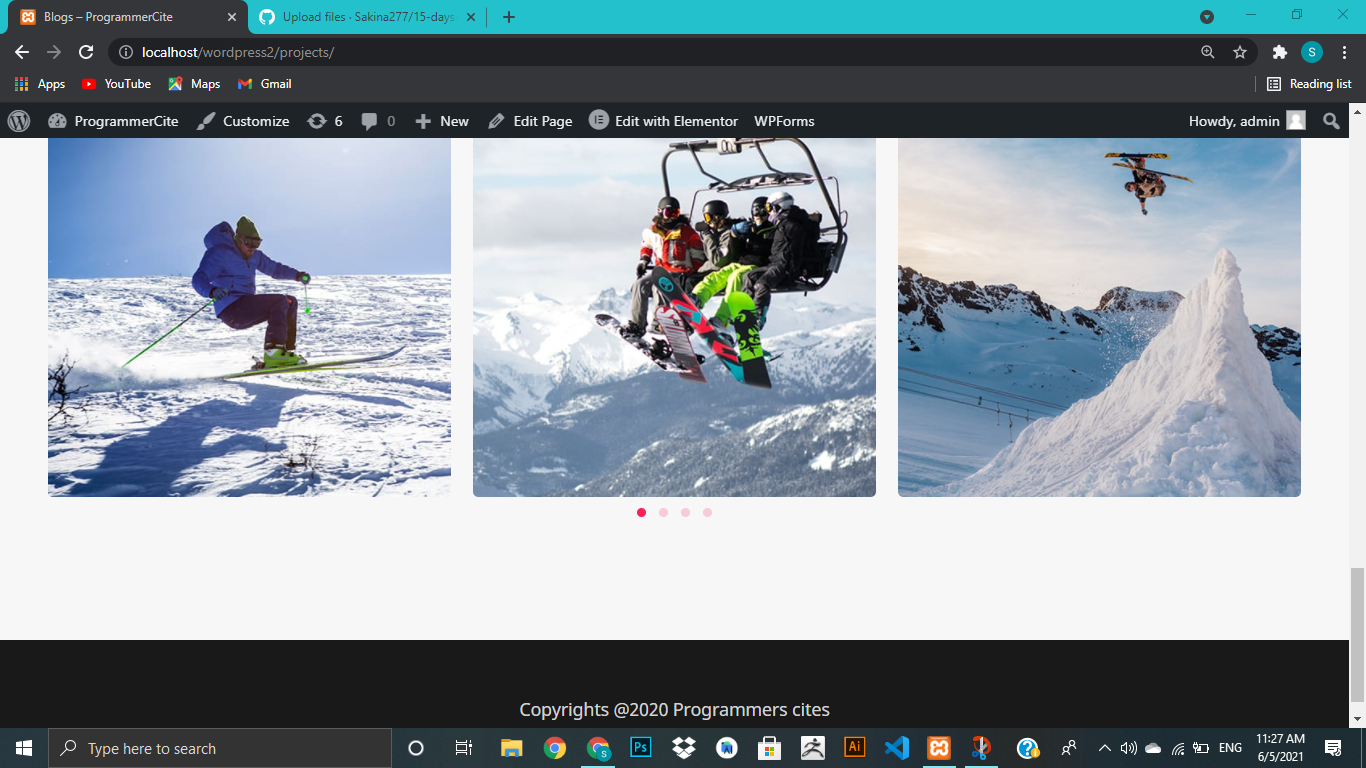 Blogs – ProgrammerCite
Upload files · Sakina277/15-days
localhost/wordpress2/projects/
S
Apps
YouTube
Maps
Gmail
Reading list
ProgrammerCite
Customize
6
0
New
Edit Page
Edit with Elementor
WPForms
Howdy, admin
Copyrights @2020 Programmers cites
Type here to search
S
Ps
Ai
ENG
11:27 AM
6/5/2021